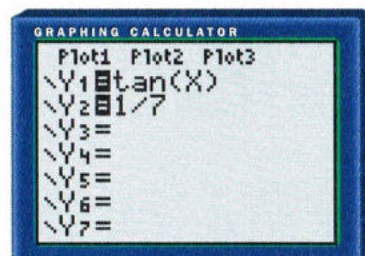 GRAPHING CALCULATOR
Plot1 Plot2 Plot3
\Y1=tan(X)
\Y2=1/7
\Y3=
\Y4=
\Y5=
\Y6=
\Y7=